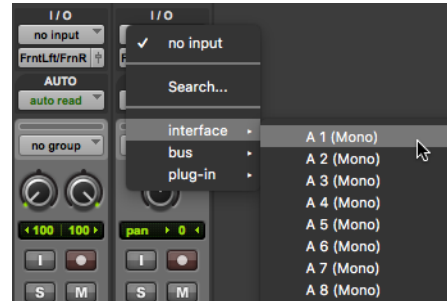 I / O
no input
FrntLft/FrnR
AUTO
auto read
no group
100 100
I
S M
I / O
F
✓ no input
Search...
interface
bus
plug-in
pan 0
I
S M
A 1 (Mono)
A 2 (Mono)
A 3 (Mono)
A 4 (Mono)
A 5 (Mono)
A 6 (Mono)
A 7 (Mono)
A 8 (Mono)